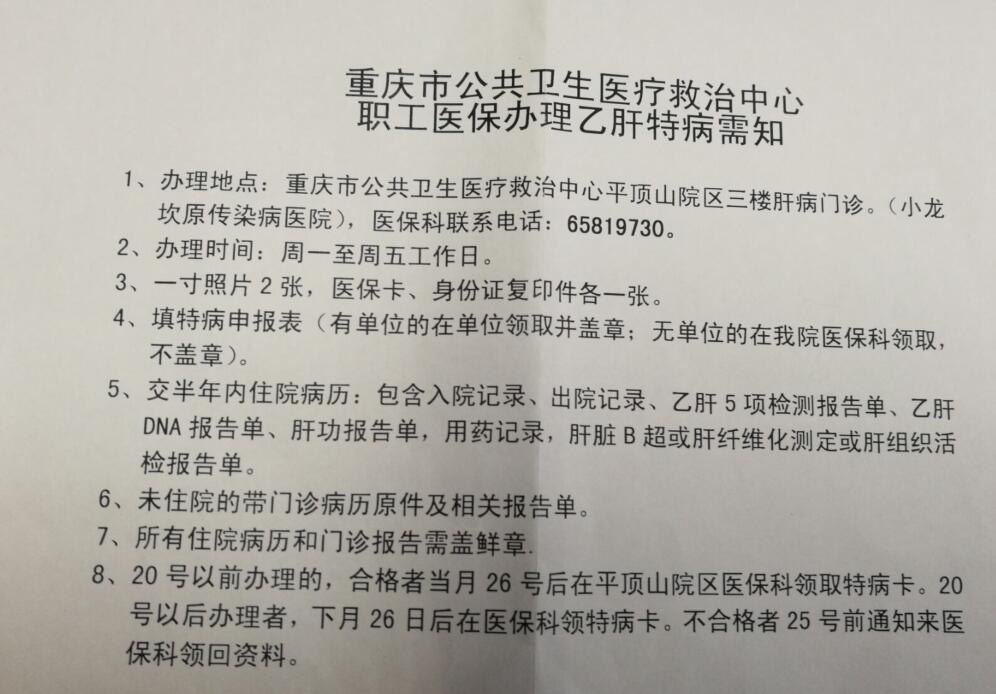 重庆市公共卫生医疗救治中心
职工医保办理乙肝特病需知
1、办理地点：重庆市公共卫生医疗救治中心平顶山院区三楼肝病门诊。（小龙
坎原传染病医院），医保科联系电话：65819730。
2、办理时间：周一至周五工作日。
3、一寸照片2张，医保卡、身份证复印件各一张。
4、填特病申报表（有单位的在单位领取并盖章；无单位的在我院医保科领取，
不盖章）。
5、交半年内住院病历：包含入院记录、出院记录、乙肝5项检测报告单、乙肝
DNA报告单、肝功报告单，用药记录，肝脏B超或肝纤维化测定或肝组织活
检报告单。
6、未住院的带门诊病历原件及相关报告单。
7、所有住院病历和门诊报告需盖鲜章.
8、20号以前办理的，合格者当月26号后在平顶山院区医保科领取特病卡。20
号以后办理者，下月26日后在医保科领特病卡。不合格者25号前通知来医
保科领回资料。